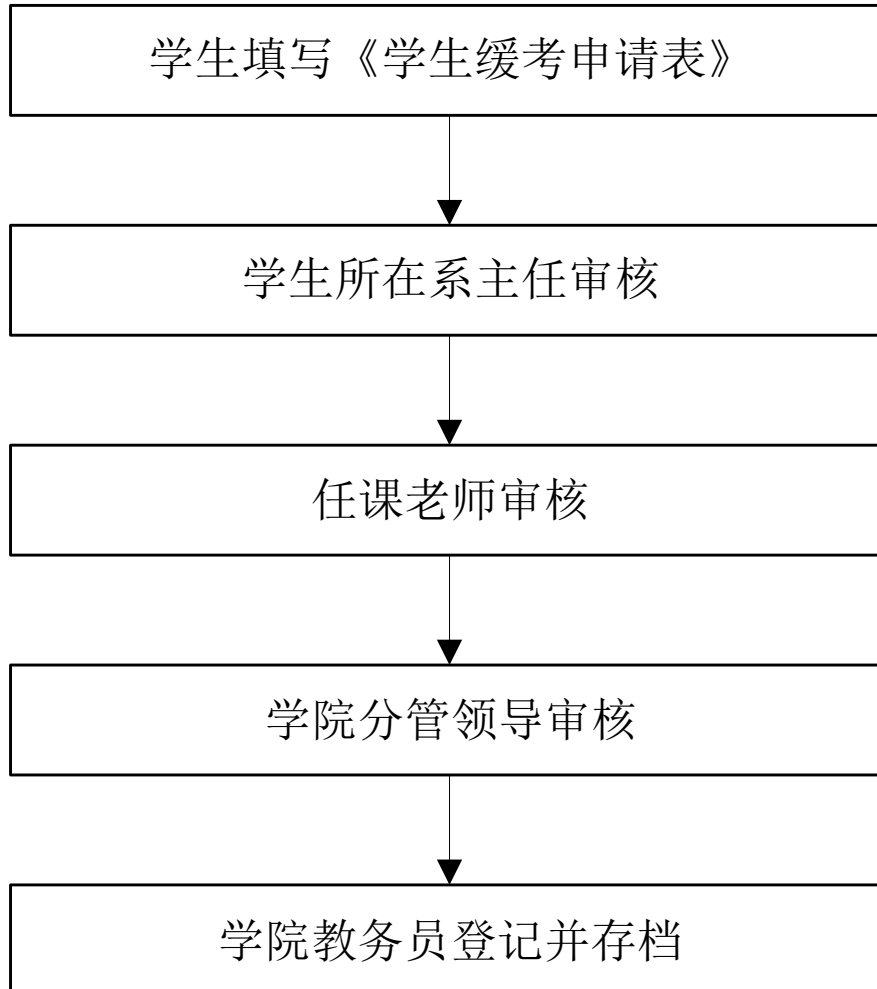 学生填写《学生缓考申请表》
学生所在系主任审核
任课老师审核
学院分管领导审核
学院教务员登记并存档